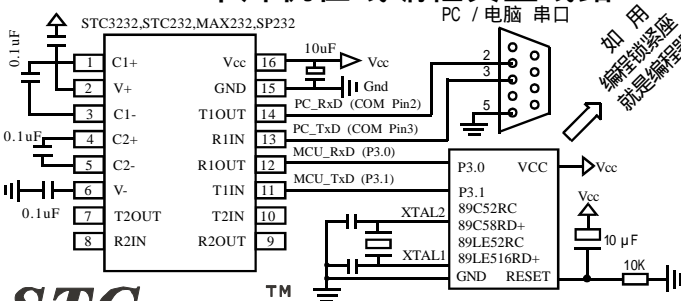 STC3232,STC232,MAX232,SP232
PC / 电脑 串口
如 用
编程锁紧座
就是编程器
0.1uF
1 C1+ Vcc 16
10uF
Vcc
2 V+ GND 15
Gnd
3 C1- T1OUT 14
PC_RxD (COM Pin2)
2
3
5
0.1uF
4 C2+ R1IN 13
PC_TxD (COM Pin3)
5 C2- R1OUT 12
MCU_RxD (P3.0)
6 V- T1IN 11
MCU_TxD (P3.1)
0.1uF
7 T2OUT T2IN 10
8 R2IN R2OUT 9
P3.0 VCC
Vcc
P3.1
89C52RC
89C58RD+
89LE52RC
89LE516RD+
GND RESET
XTAL2
XTAL1
Vcc
10 μF
10K
STC
TM